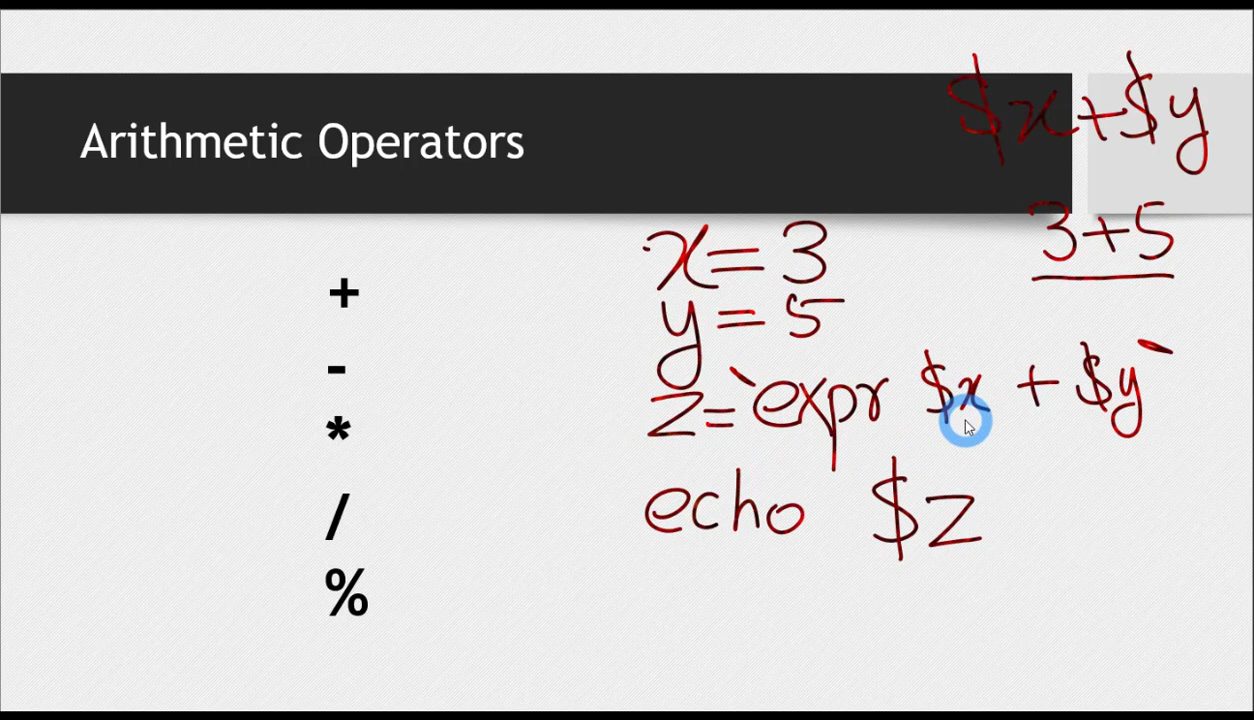 Arithmetic Operators
$x+$y
3+5
+
-
*
/
%
x=3
y=5
z=`expr $x + $y`
echo $z